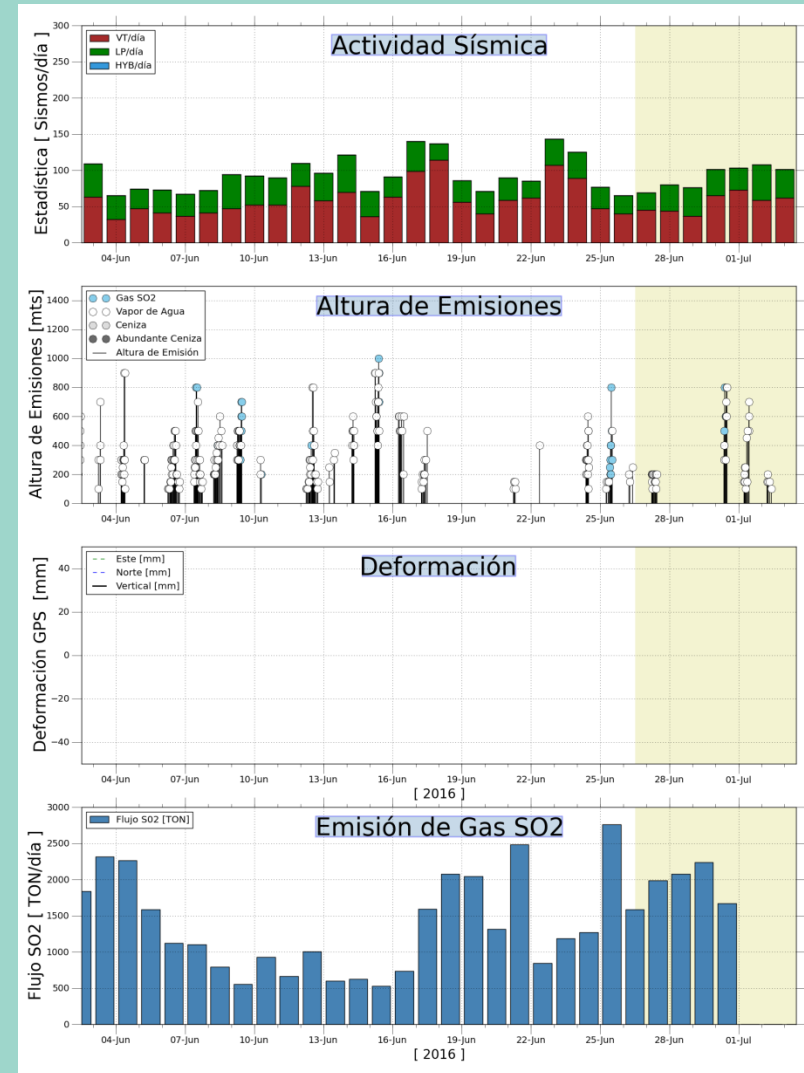 Actividad Sísmica
VT/día
LP/día
HYB/día
Estadística [ Sismos/día ]
300
250
200
150
100
50
0
04-Jun 07-Jun 10-Jun 13-Jun 16-Jun 19-Jun 22-Jun 25-Jun 28-Jun 01-Jul
Altura de Emisiones
Gas SO2
Vapor de Agua
Ceniza
Abundante Ceniza
Altura de Emisión
Altura de Emisiones [mts]
1400
1200
1000
800
600
400
200
0
04-Jun 07-Jun 10-Jun 13-Jun 16-Jun 19-Jun 22-Jun 25-Jun 28-Jun 01-Jul
Deformación
Este [mm]
Norte [mm]
Vertical [mm]
Deformación GPS [mm]
40
20
0
−20
−40
04-Jun 07-Jun 10-Jun 13-Jun 16-Jun 19-Jun 22-Jun 25-Jun 28-Jun 01-Jul
[ 2016 ]
Emisión de Gas SO2
Flujo S02 [TON]
Flujo SO2 [ TON/día ]
3000
2500
2000
1500
1000
500
0
04-Jun 07-Jun 10-Jun 13-Jun 16-Jun 19-Jun 22-Jun 25-Jun 28-Jun 01-Jul
[ 2016 ]